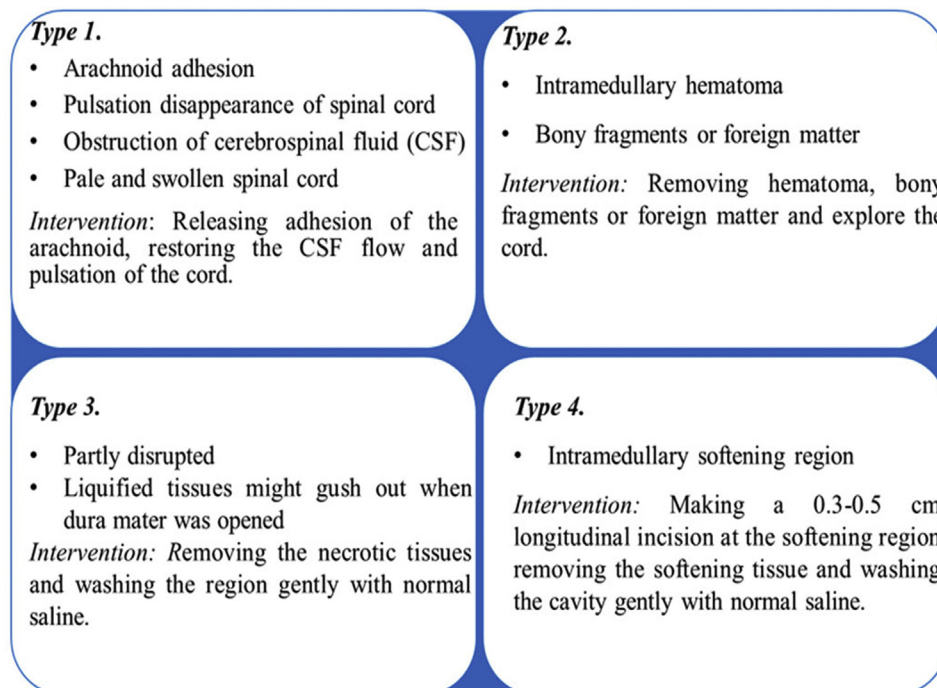 Type 1.
• Arachnoid adhesion
• Pulsation disappearance of spinal cord
• Obstruction of cerebrospinal fluid (CSF)
• Pale and swollen spinal cord
Intervention: Releasing adhesion of the
arachnoid, restoring the CSF flow and
pulsation of the cord.
Type 2.
• Intramedullary hematoma
• Bony fragments or foreign matter
Intervention: Removing hematoma, bony
fragments or foreign matter and explore the
cord.
Type 3.
• Partly disrupted
• Liquified tissues might gush out when
dura mater was opened
Intervention: Removing the necrotic tissues
and washing the region gently with normal
saline.
Type 4.
• Intramedullary softening region
Intervention: Making a 0.3-0.5 cm
longitudinal incision at the softening region
removing the softening tissue and washing
the cavity gently with normal saline.